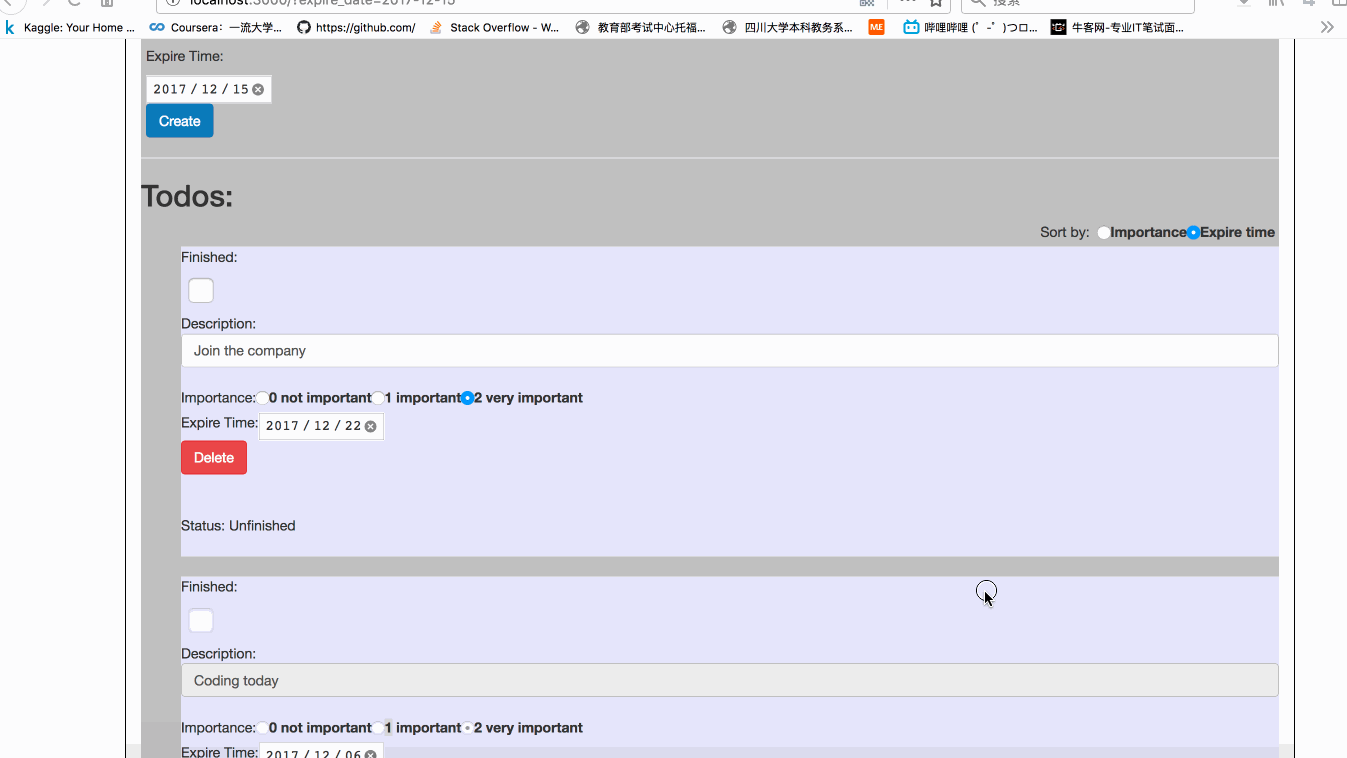 localhost:3000/?expire_date=2017-12-15
搜索
Kaggle: Your Home ... Coursera: 一流大学... https://github.com/ Stack Overflow - W... 教育部考试中心托福... 四川大学本科教务系... ME 哔哩哔哩 (゜-゜)つロ... 牛客网-专业IT笔试面...
Expire Time:
2017 / 12 / 15
Create
Todos:
Sort by: Importance Expire time
Finished:
Description:
Join the company
Importance: 0 not important 1 important 2 very important
Expire Time: 2017 / 12 / 22
Delete
Status: Unfinished
Finished:
Description:
Coding today
Importance: 0 not important 1 important 2 very important
Expire Time: 2017 / 12 / 06